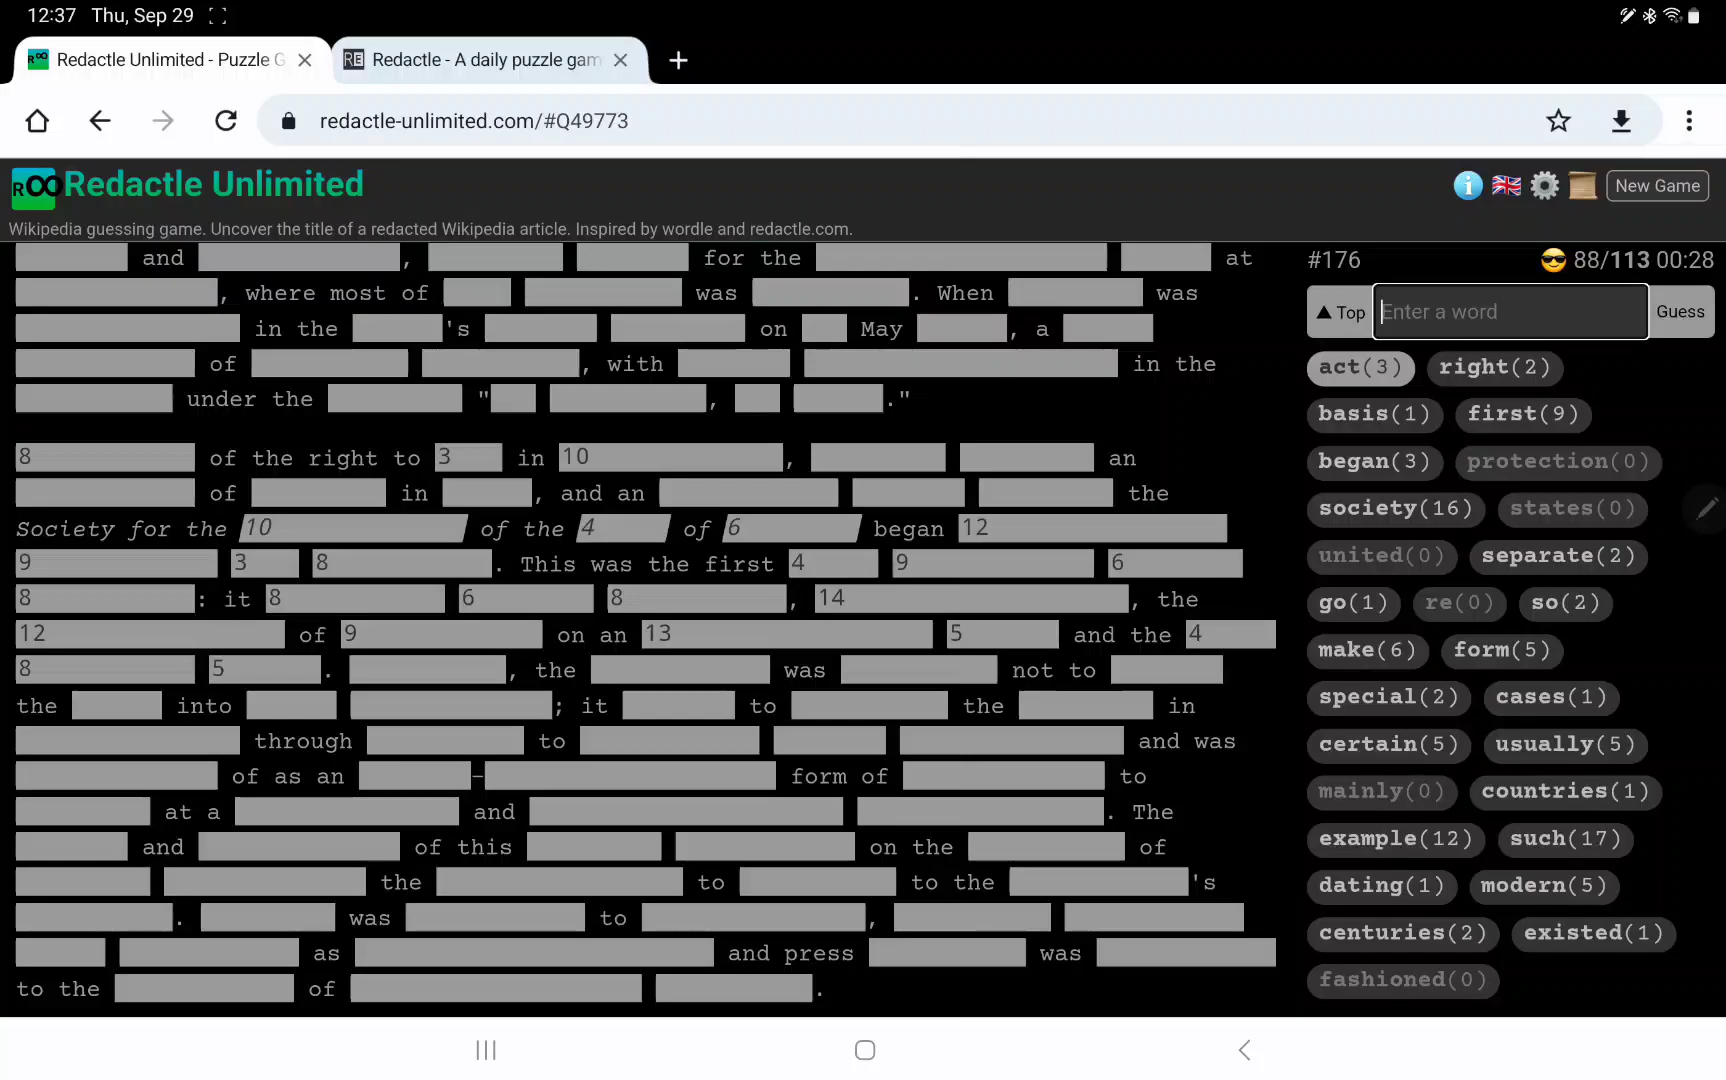 12:37 Thu, Sep 29
Redactle Unlimited - Puzzle G
RE Redactle - A daily puzzle gam
redactle-unlimited.com/#Q49773
R∞ Redactle Unlimited
New Game
Wikipedia guessing game. Uncover the title of a redacted Wikipedia article. Inspired by wordle and redactle.com.
and , for the at
, where most of was . When was
in the 's on May , a
of , with in the
under the " , ."
8 of the right to 3 in 10 , an
of in , and an the
Society for the 10 of the 4 of 6 began 12
9 3 8 . This was the first 4 9 6
8 : it 8 6 8 , 14 , the
12 of 9 on an 13 5 and the 4
8 5 . , the was not to
the into ; it to the in
through to and was
of as an - form of to
at a and . The
and of this on the of
the to to the 's
. was to ,
as and press was
to the of .
#176 88/113 00:28
▲ Top Enter a word Guess
act(3) right(2)
basis(1) first(9)
began(3) protection(0)
society(16) states(0)
united(0) separate(2)
go(1) re(0) so(2)
make(6) form(5)
special(2) cases(1)
certain(5) usually(5)
mainly(0) countries(1)
example(12) such(17)
dating(1) modern(5)
centuries(2) existed(1)
fashioned(0)